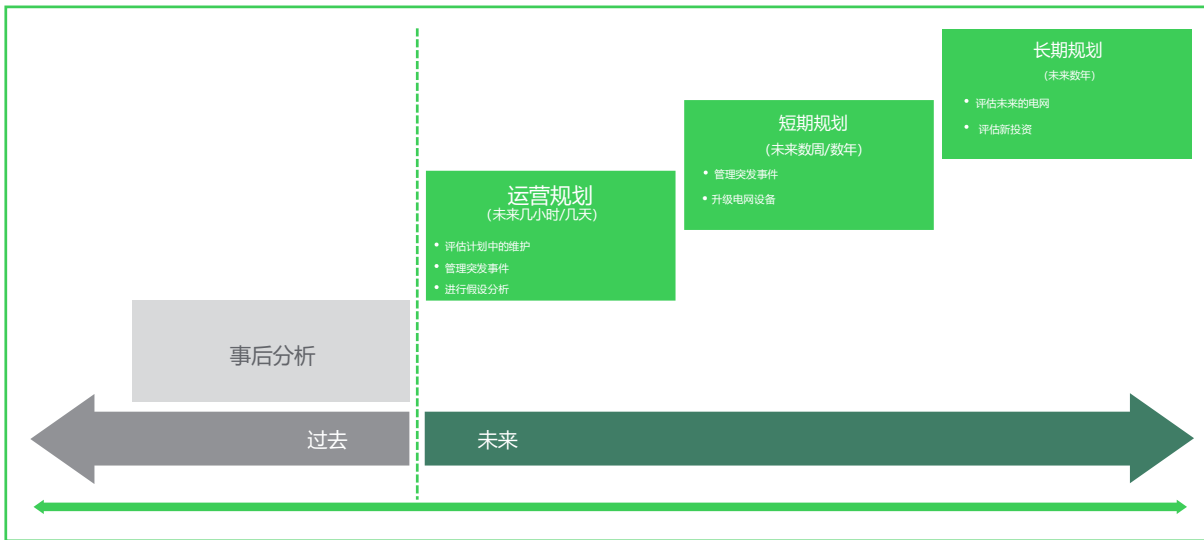 长期规划
(未来数年)
• 评估未来的电网
• 评估新投资
短期规划
(未来数周/数年)
• 管理突发事件
• 升级电网设备
运营规划
(未来几小时/几天)
• 评估计划中的维护
• 管理突发事件
• 进行假设分析
事后分析
过去
未来